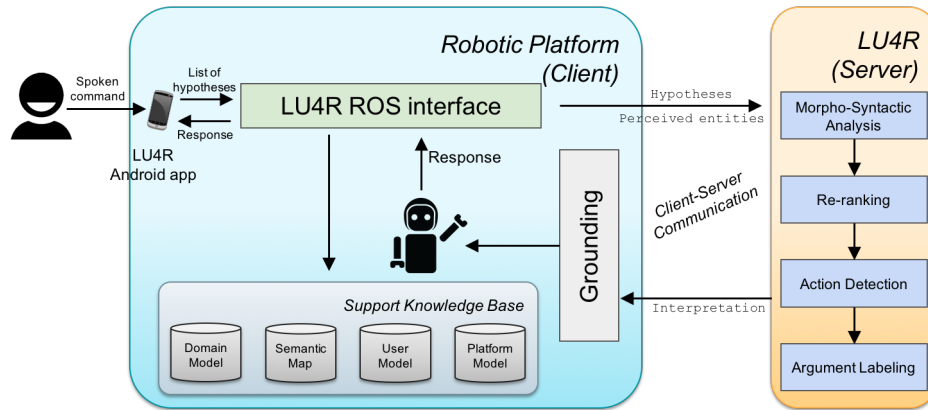 Robotic Platform
(Client)
LU4R
(Server)
Spoken
command
List of
hypotheses
LU4R ROS interface
Response
LU4R
Android app
Hypotheses
Perceived entities
Morpho-Syntactic
Analysis
Response
Grounding
Client-Server
Communication
Re-ranking
Action Detection
Interpretation
Support Knowledge Base
Domain
Model
Semantic
Map
User
Model
Platform
Model
Argument Labeling